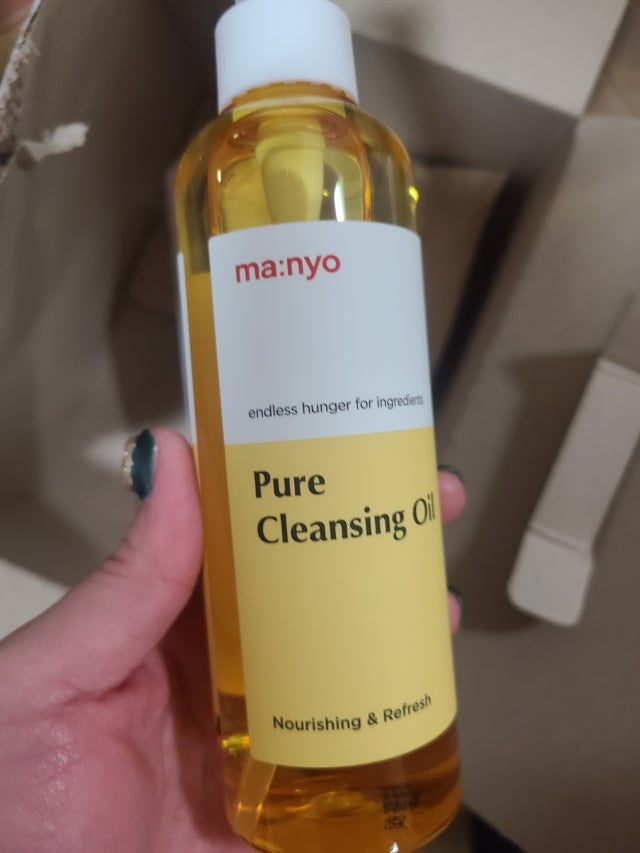 ma:nyo
endless hunger for ingredients
Pure
Cleansing Oil
Nourishing & Refresh